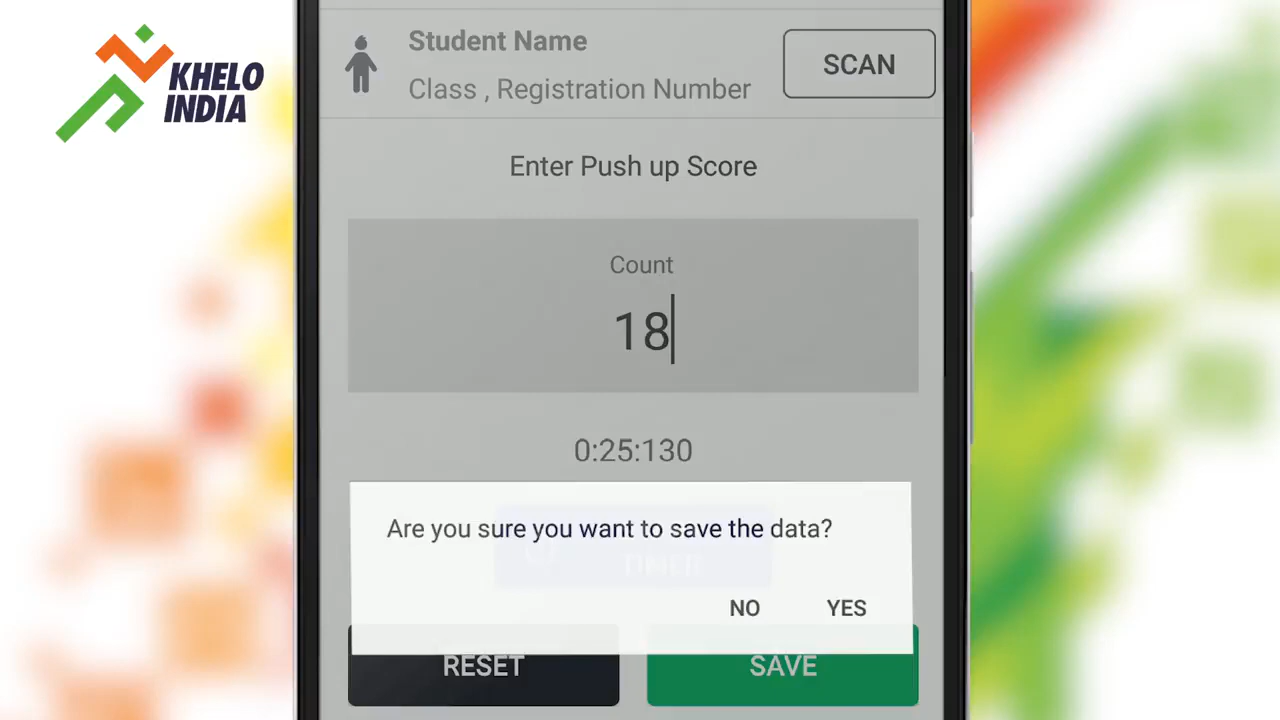 KHELO
INDIA
Student Name
Class , Registration Number
SCAN
Enter Push up Score
Count
18
0:25:130
Are you sure you want to save the data?
NO YES
RESET SAVE